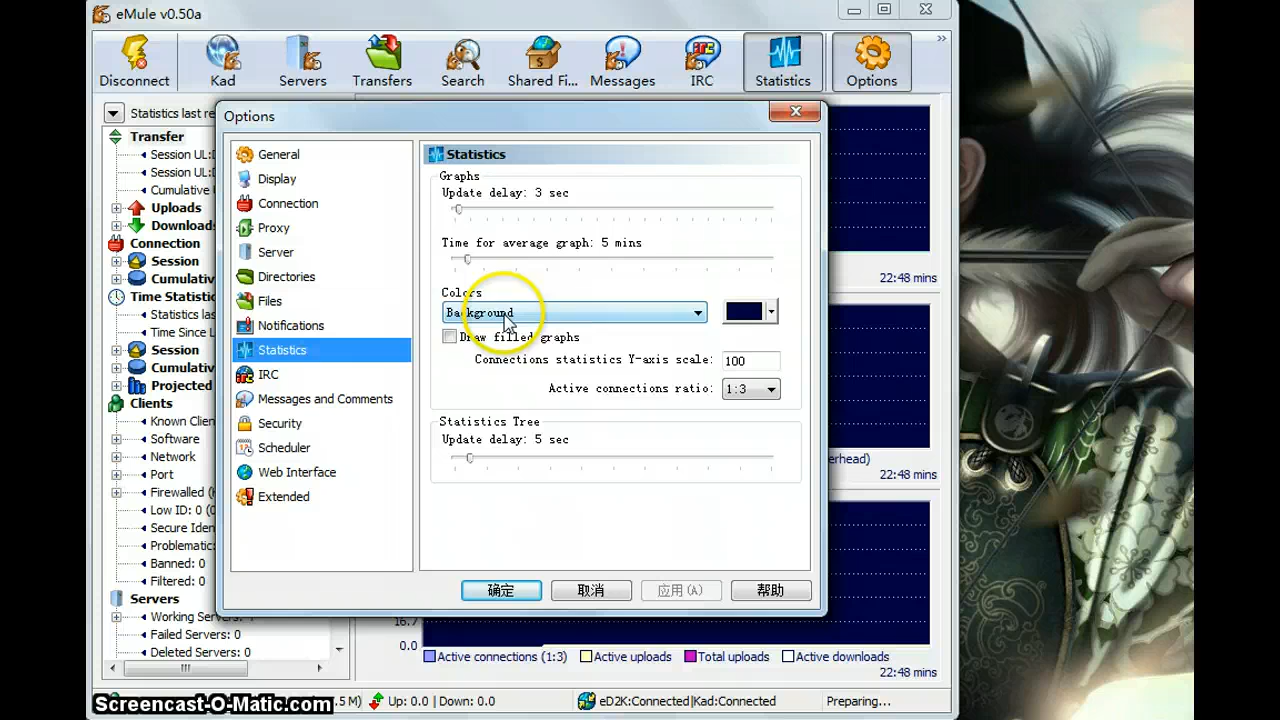 eMule v0.50a
Disconnect
Kad
Servers
Transfers
Search
Shared Fi...
Messages
IRC
Statistics
Options
»
Statistics last re
Transfer
Session UL:D
Session UL:D
Cumulative
Uploads
Downloads
Connection
Session
Cumulati
Time Statisti
Statistics las
Time Since L
Session
Cumulati
Projected
Clients
Known Clien
Software
Network
Port
Firewalled (
Low ID: 0 (0
Secure Iden
Problematic:
Banned: 0
Filtered: 0
Servers
Working Serv
Failed Servers: 0
Deleted Servers: 0
Options
General
Display
Connection
Proxy
Server
Directories
Files
Notifications
Statistics
IRC
Messages and Comments
Security
Scheduler
Web Interface
Extended
Statistics
Graphs
Update delay: 3 sec
Time for average graph: 5 mins
Colors
Background
Draw filled graphs
Connections statistics Y-axis scale: 100
Active connections ratio: 1:3
Statistics Tree
Update delay: 5 sec
确定
取消
应用(A)
帮助
22:48 mins
erhead)
22:48 mins
16.7
0.0
Active connections (1:3)
Active uploads
Total uploads
Active downloads
22:48 mins
.5 M)
Up: 0.0 | Down: 0.0
eD2K:Connected|Kad:Connected
Preparing...
Screencast-O-Matic.com